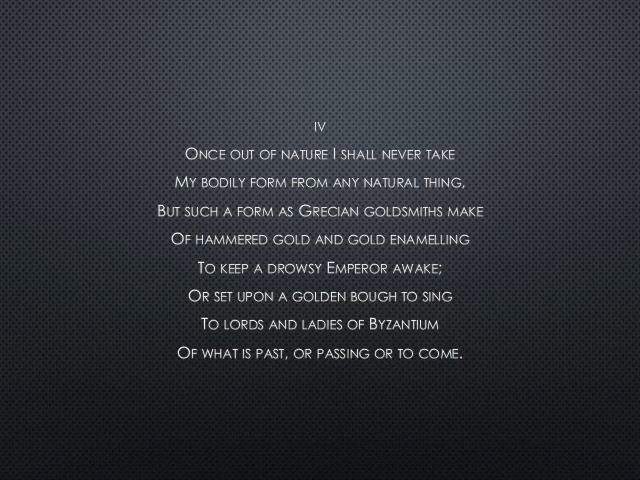 IV
Once out of nature I shall never take
My bodily form from any natural thing,
But such a form as Grecian goldsmiths make
Of hammered gold and gold enamelling
To keep a drowsy Emperor awake;
Or set upon a golden bough to sing
To lords and ladies of Byzantium
Of what is past, or passing or to come.